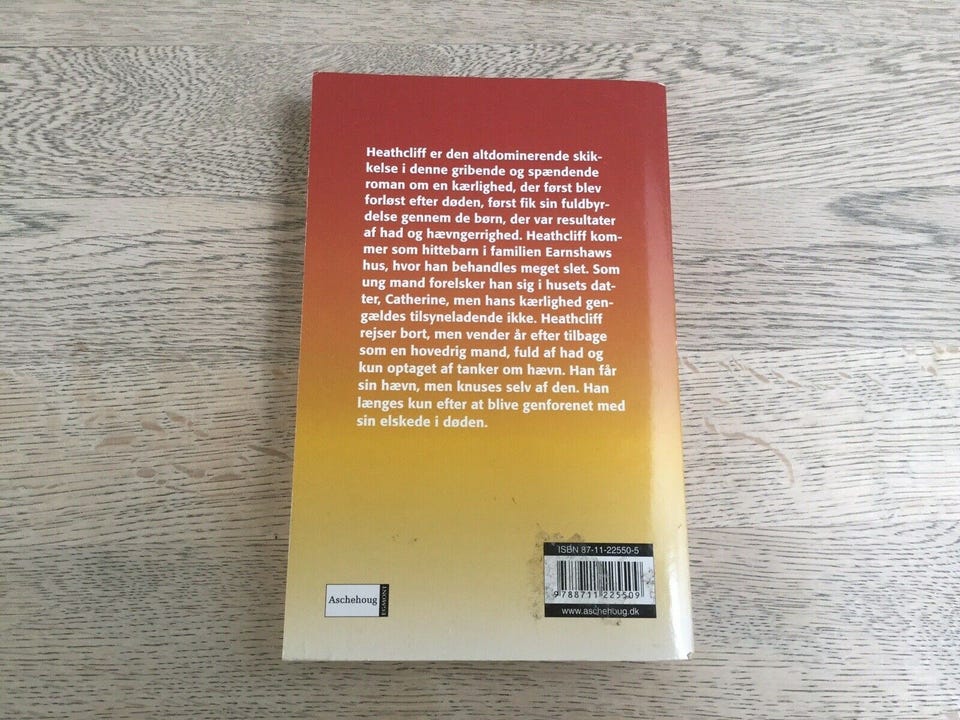 Heathcliff er den altdominerende skik-
kelse i denne gribende og spændende
roman om en kærlighed, der først blev
forløst efter døden, først fik sin fuldbyr-
delse gennem de børn, der var resultater
af had og hævngerrighed. Heathcliff kom-
mer som hittebarn i familien Earnshaws
hus, hvor han behandles meget slet. Som
ung mand forelsker han sig i husets dat-
ter, Catherine, men hans kærlighed gen-
gældes tilsyneladende ikke. Heathcliff
rejser bort, men vender år efter tilbage
som en hovedrig mand, fuld af had og
kun optaget af tanker om hævn. Han får
sin hævn, men knuses selv af den. Han
længes kun efter at blive genforenet med
sin elskede i døden.
ISBN 87-11-22550-5
9788711225509
www.aschehoug.dk
Aschehoug
EGMONT